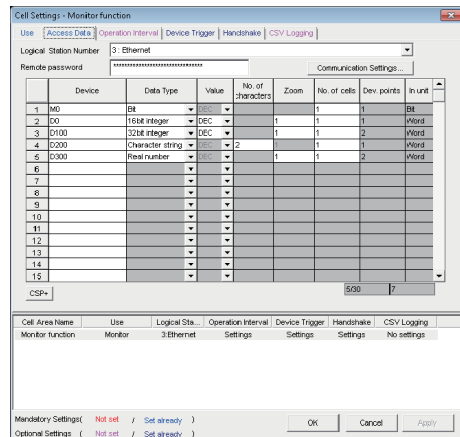 Cell Settings - Monitor function
Use Access Data Operation Interval Device Trigger Handshake CSV Logging
Logical Station Number 3 : Ethernet
Remote password ******************************* Communication Settings...
Device Data Type Value No. of characters Zoom No. of cells Dev. points In unit
1 M0 Bit DEC 1 1 Bit
2 D0 16bit integer DEC 1 1 1 Word
3 D100 32bit integer DEC 1 1 2 Word
4 D200 Character string DEC 2 1 1 1 Word
5 D300 Real number DEC 1 1 2 Word
6
7
8
9
10
11
12
13
14
15
CSP+ 5/30 7
Cell Area Name Use Logical Sta... Operation Interval Device Trigger Handshake CSV Logging
Monitor function Monitor 3:Ethernet Settings Settings Settings No settings
Mandatory Settings( Not set / Set already ) OK Cancel Apply
Optional Settings ( Not set / Set already )